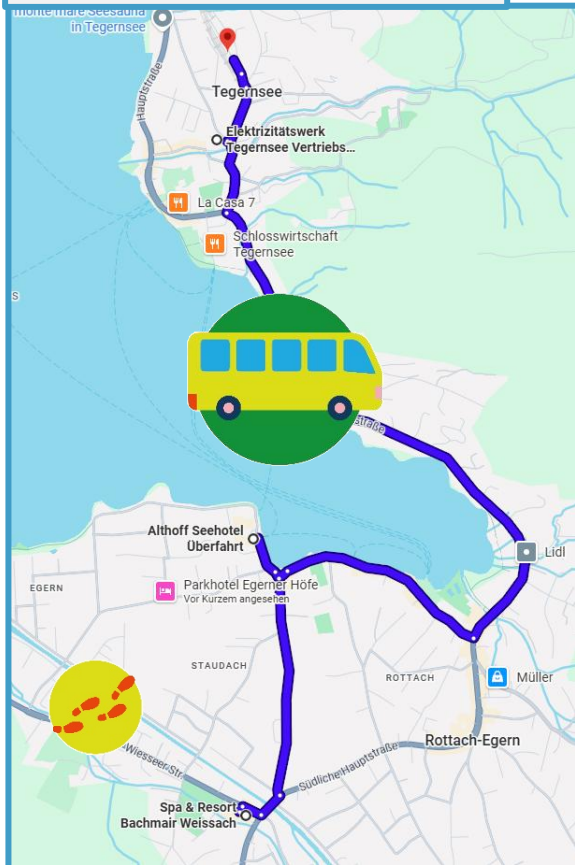 monte mare Seesauna
in Tegernsee
Hauptstraße
Tegernsee
Elektrizitätswerk
Tegernsee Vertriebs...
La Casa 7
Schlosswirtschaft
Tegernsee
S
straße
Althoff Seehotel
Überfahrt
Lidl
EGERN
Parkhotel Egerner Höfe
Vor Kurzem angesehen
STAUDACH
ROTTACH
Müller
Rottach-Egern
Wiesseer Str.
Südliche Hauptstraße
Spa & Resort
Bachmair Weissach